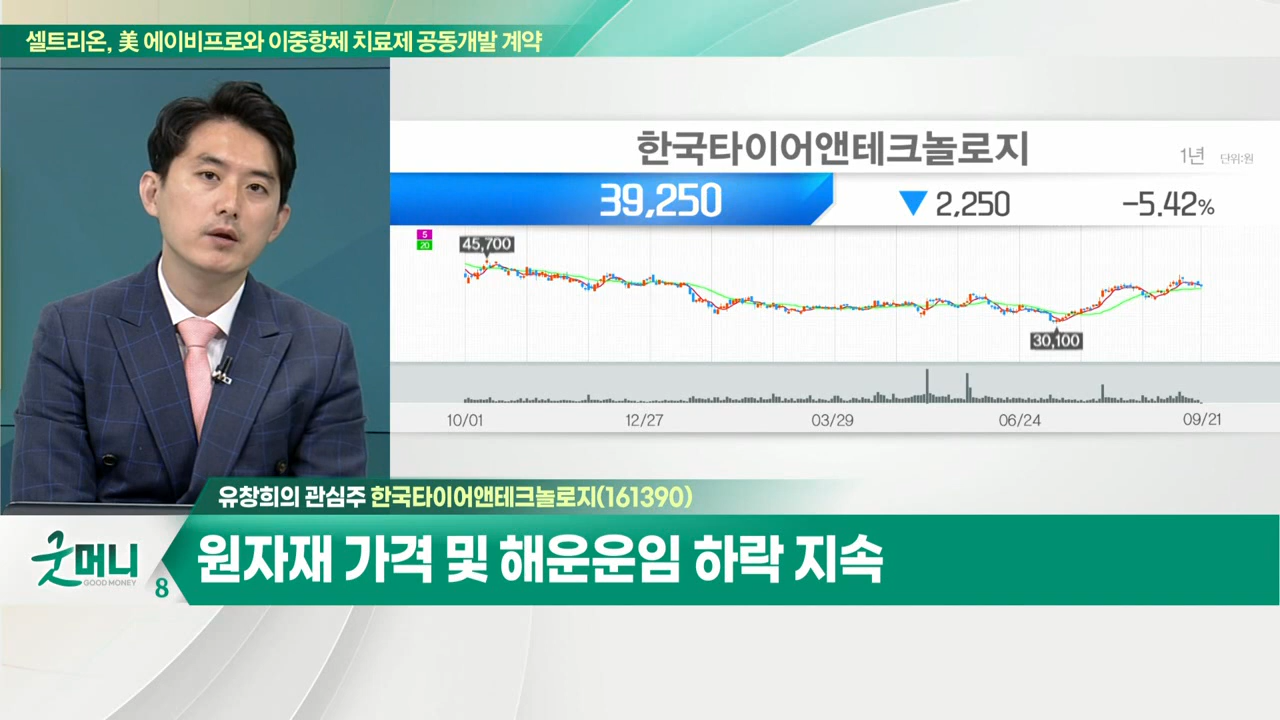 셀트리온, 美 에이비프로와 이중항체 치료제 공동개발 계약
한국타이어앤테크놀로지
1년 단위:원
39,250 ▼ 2,250 -5.42%
5
20
45,700
30,100
10/01 12/27 03/29 06/24 09/21
유창희의 관심주 한국타이어앤테크놀로지(161390)
굿머니
GOOD MONEY
8
원자재 가격 및 해운운임 하락 지속